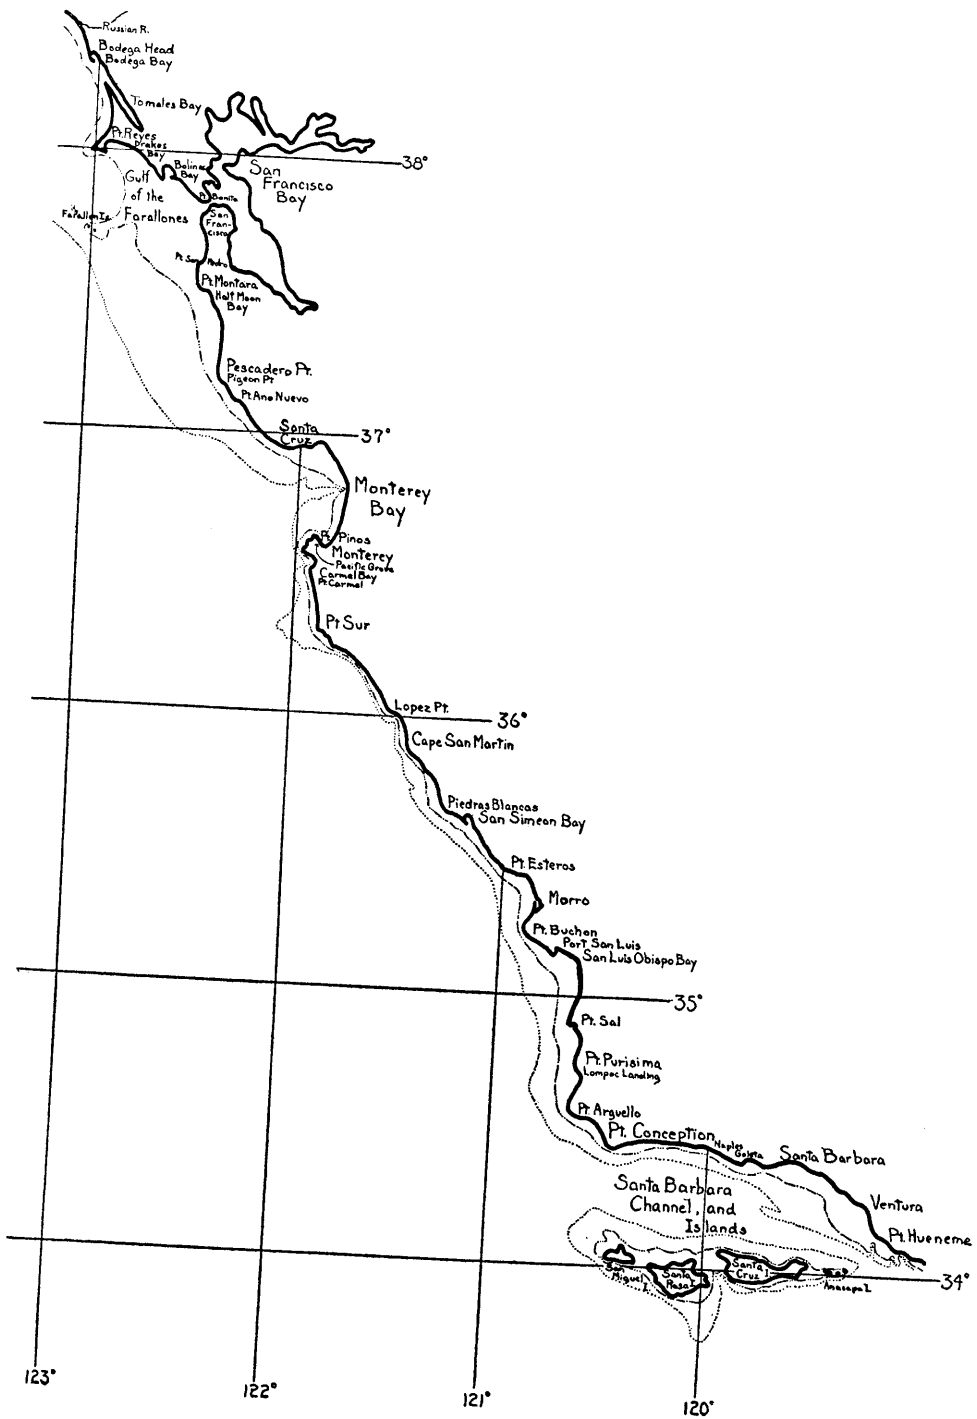 Russian R.
Bodega Head
Bodega Bay
Tomales Bay
Pt. Reyes
Drakes
Bay
38°
Bolinas
Bay
San
Francisco
Bay
Gulf
of the
Farallones
Pt. Bonita
Farallon Is.
San
Fran-
cisco
Pt. San Pedro
Pt. Montara
Half Moon
Bay
Pescadero Pt.
Pigeon Pt
Pt. Ano Nuevo
Santa
Cruz
37°
Monterey
Bay
Pt. Pinos
Monterey
Pacific Grove
Carmel Bay
Pt. Carmel
Pt Sur
Lopez Pt.
36°
Cape San Martin
Piedras Blancas
San Simeon Bay
Pt. Esteros
Morro
Pt. Buchon
Port San Luis
San Luis Obispo Bay
35°
Pt. Sal
Pt. Purisima
Lompoc Landing
Pt. Arguello
Pt. Conception
Naples
Goleta
Santa Barbara
Santa Barbara
Channel, and
Islands
Ventura
Pt. Hueneme
San
Miguel I.
Santa
Rosa I.
Santa
Cruz I.
Anacapa I.
34°
123°
122°
121°
120°